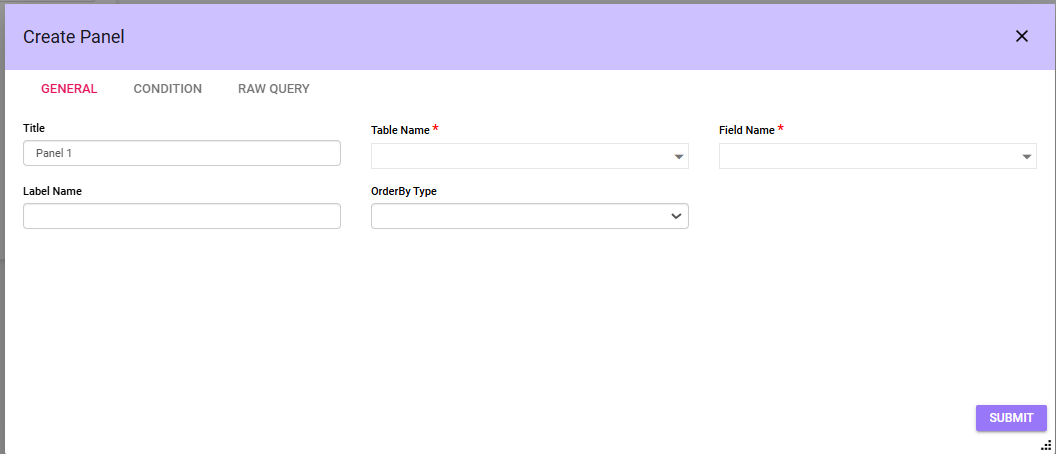 Create Panel
GENERAL CONDITION RAW QUERY
Title Table Name * Field Name *
Panel 1
Label Name OrderBy Type
SUBMIT